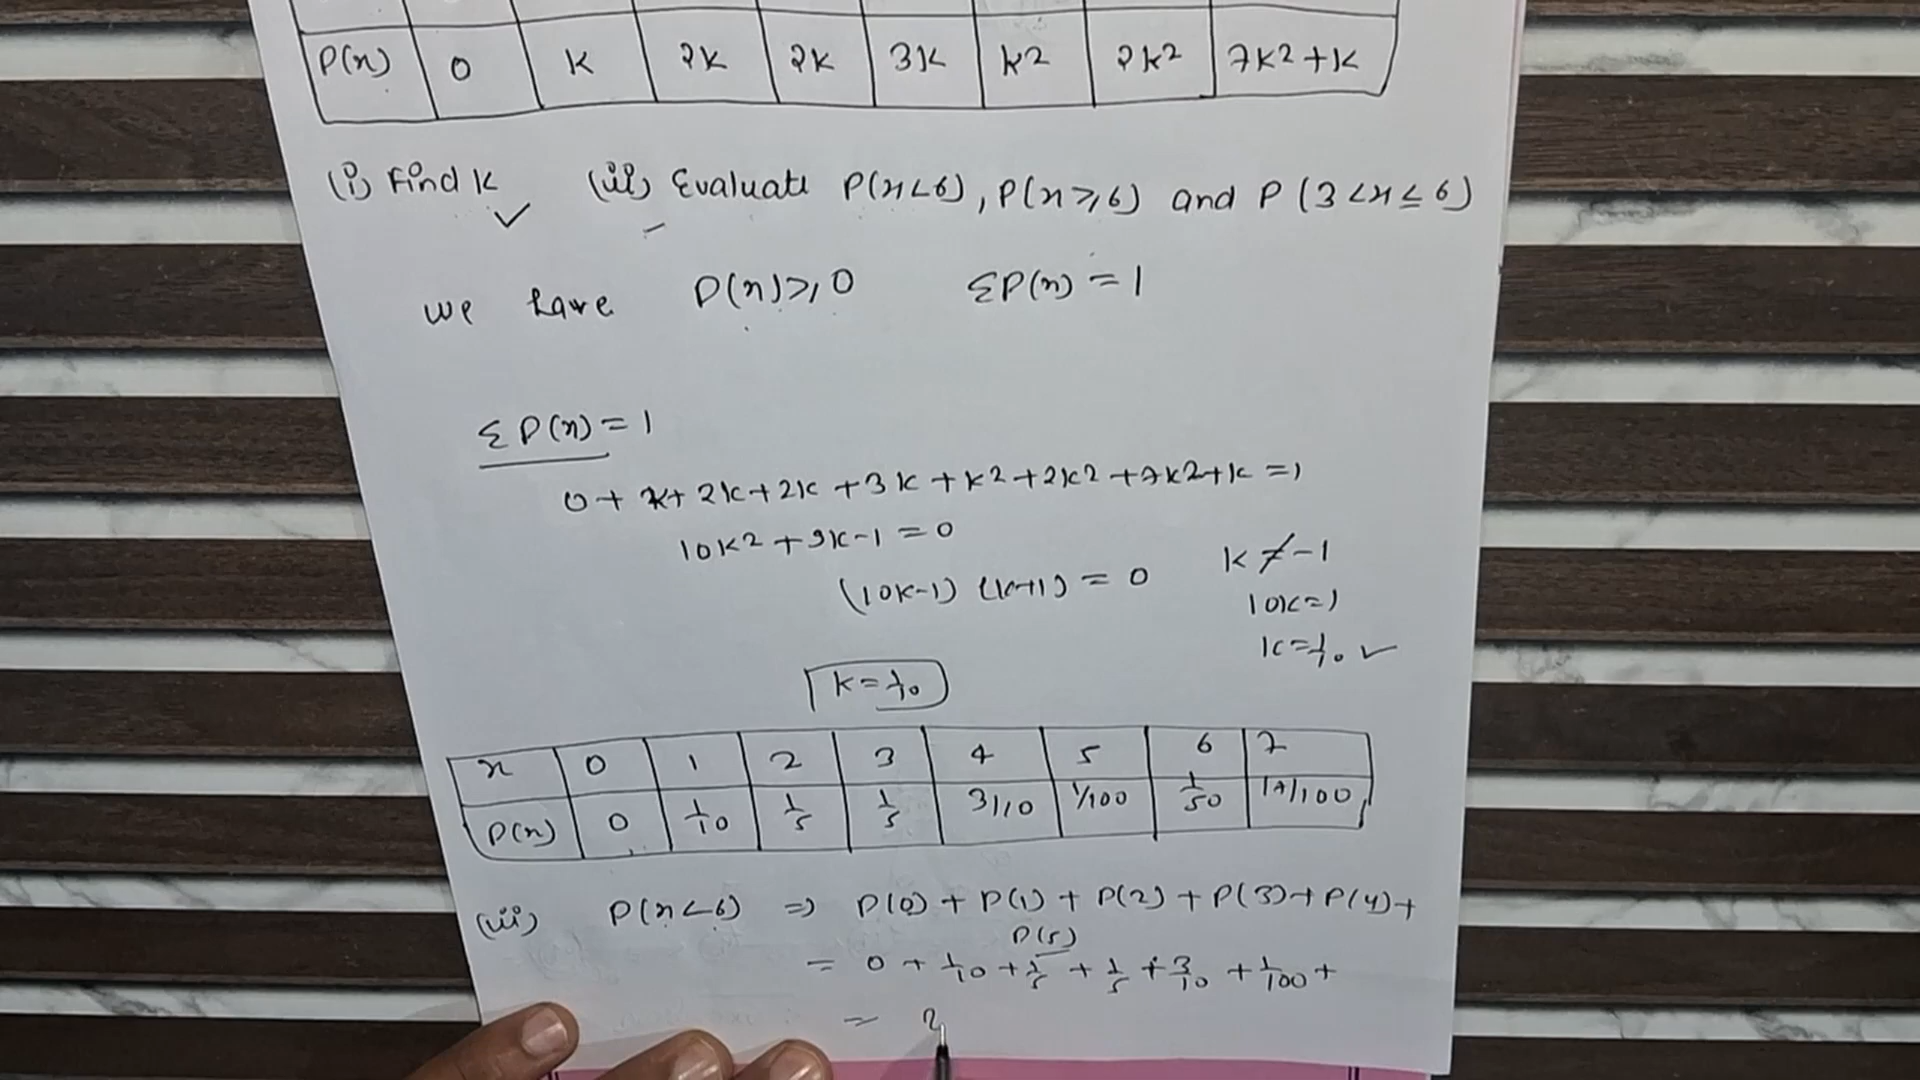 P(x) 0 K 2K 2K 3K K2 2K2 7K2+K
(i) Find K (ii) Evaluate P(x<6), P(x≥6) and P(3<x≤6)
we have P(x)≥0 ΣP(x)=1
ΣP(x)=1
0+K+2K+2K+3K+K2+2K2+7K2+K=1
10K2+9K-1=0
(10K-1)(K+1)=0
K≠-1
10K=1
K=1/10 ✓
K=1/10
x 0 1 2 3 4 5 6 7
P(x) 0 1/10 1/5 1/5 3/10 1/100 1/50 17/100
(ii) P(x<6) ⇒ P(0)+P(1)+P(2)+P(3)+P(4)+
P(5)
= 0+1/10+1/5+1/5+3/10+1/100+
=